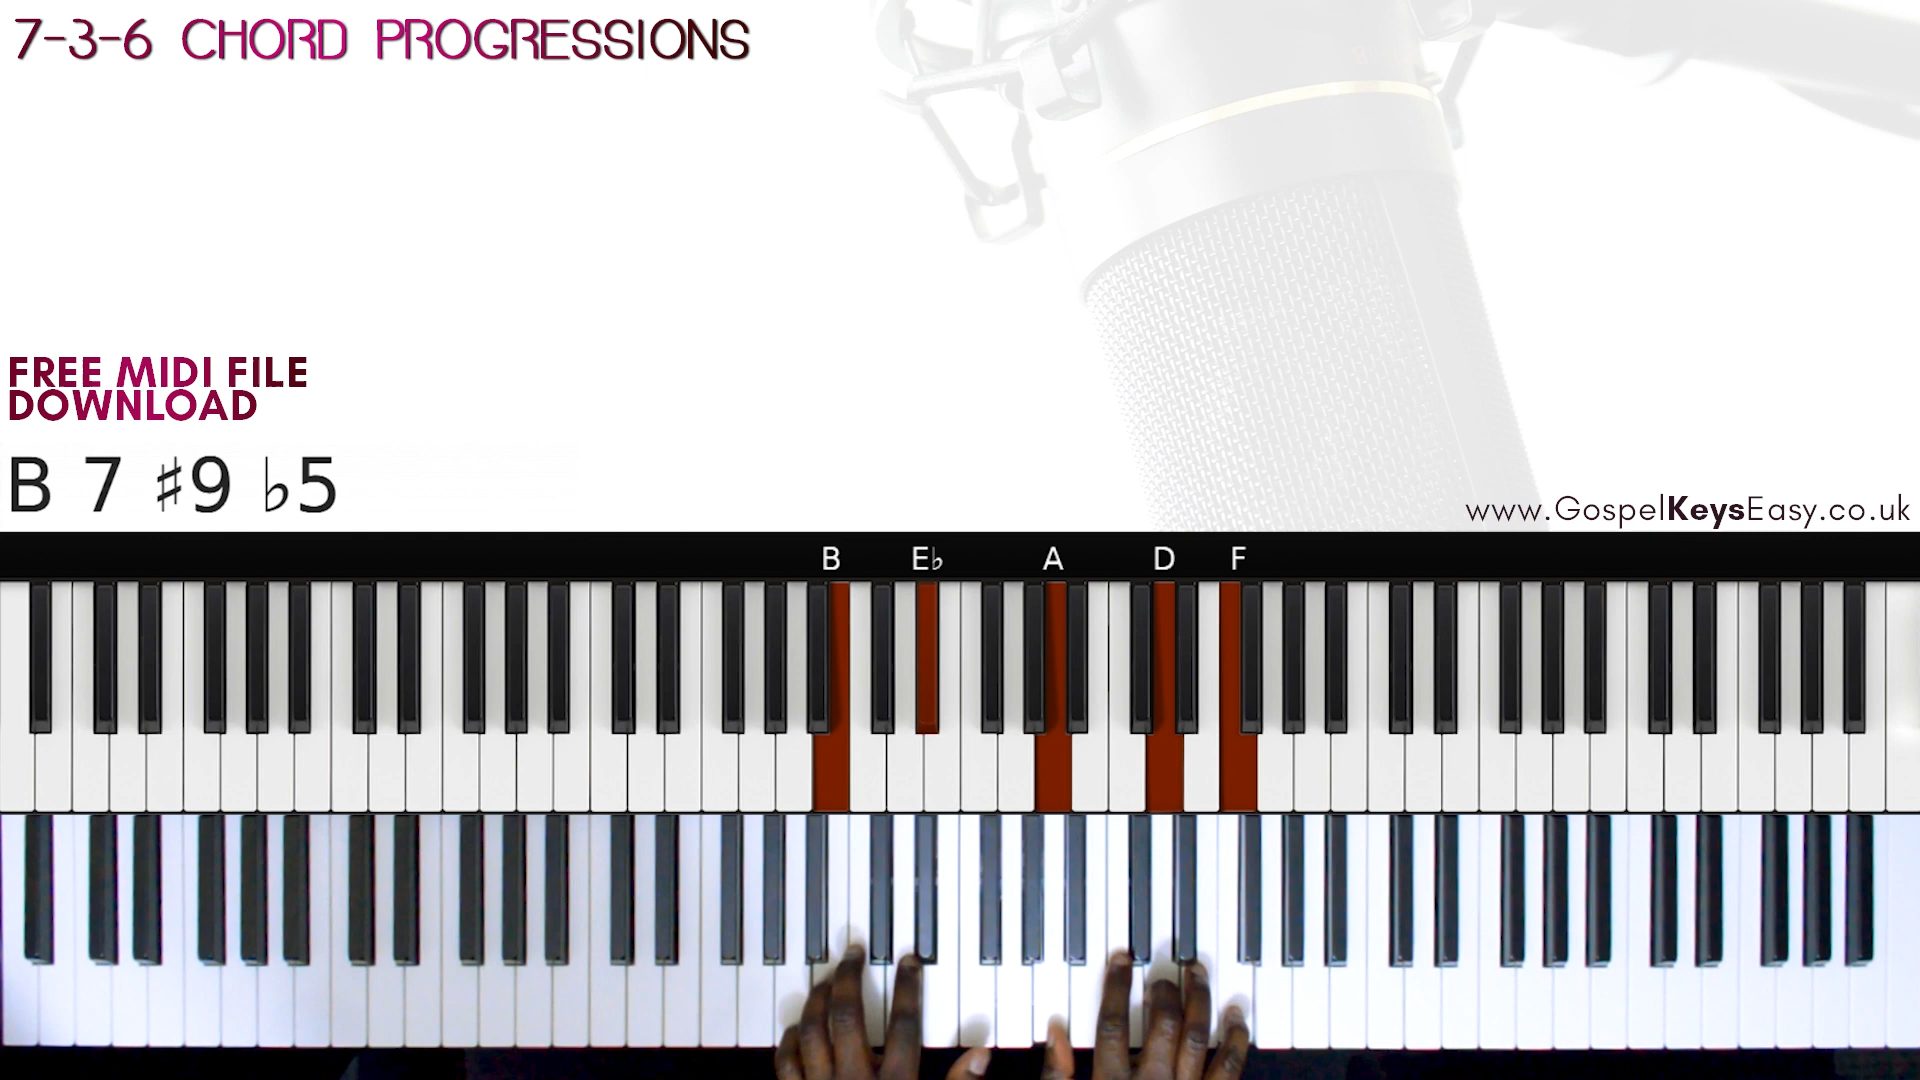 7-3-6 CHORD PROGRESSIONS
FREE MIDI FILE
DOWNLOAD
B 7 ♯9 ♭5
www.GospelKeysEasy.co.uk
B E♭ A D F